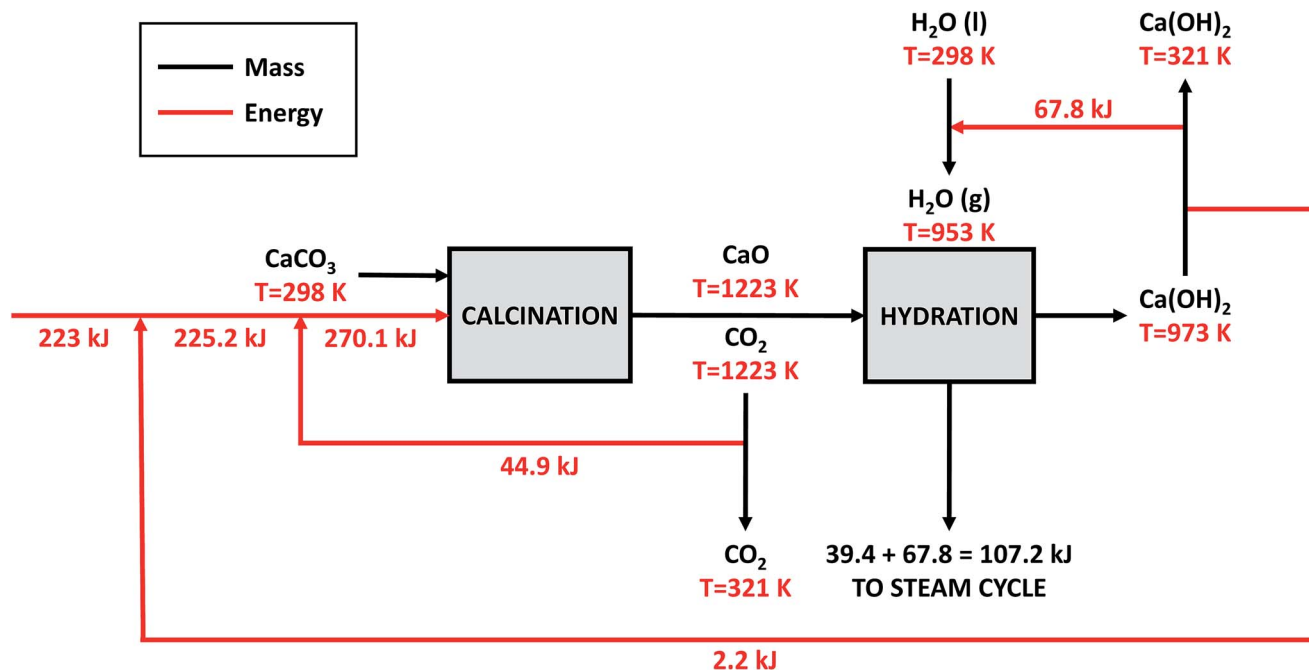 Mass
Energy
H₂O (l)
T=298 K
Ca(OH)₂
T=321 K
67.8 kJ
H₂O (g)
T=953 K
CaCO₃
T=298 K
223 kJ
225.2 kJ
270.1 kJ
CALCINATION
CaO
T=1223 K
CO₂
T=1223 K
HYDRATION
Ca(OH)₂
T=973 K
44.9 kJ
CO₂
T=321 K
39.4 + 67.8 = 107.2 kJ
TO STEAM CYCLE
2.2 kJ